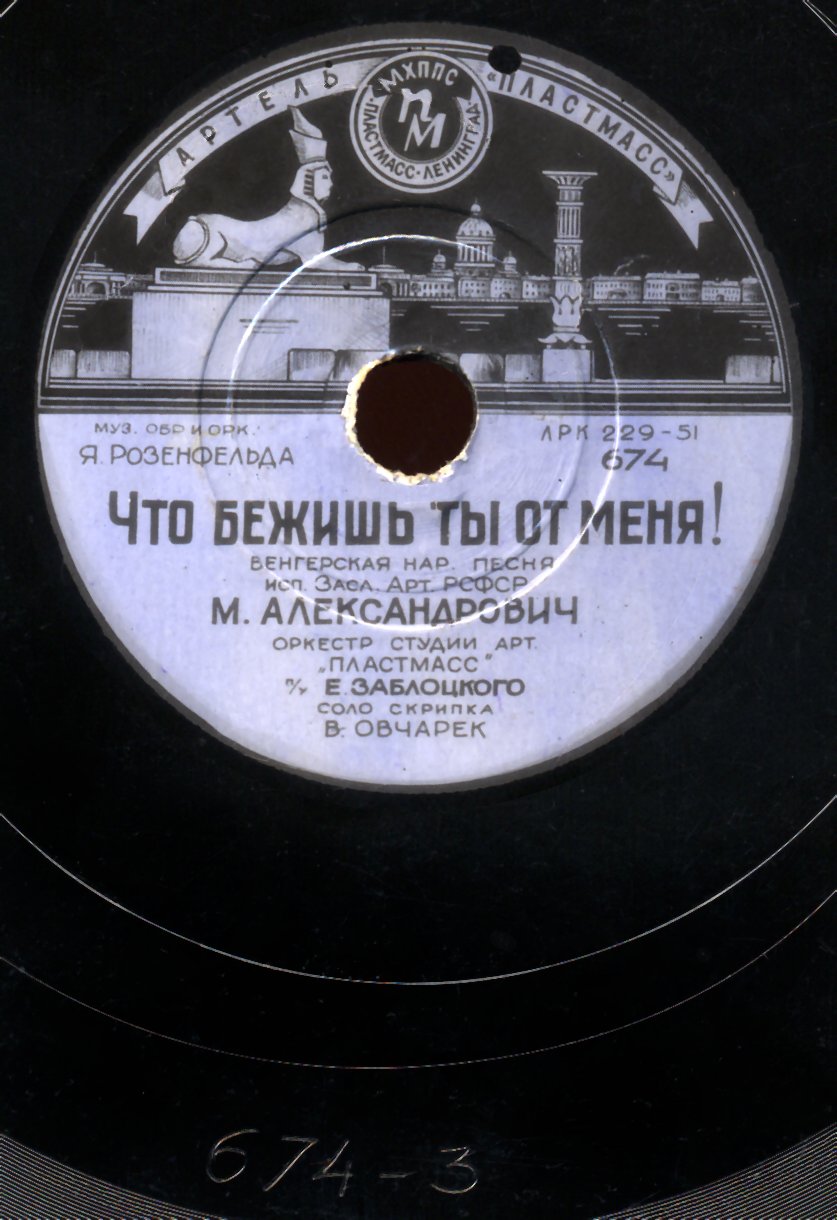 АРТЕЛЬ «ПЛАСТМАСС»
МХППС
ПМ
ПЛАСТМАСС·ЛЕНИНГРАД
МУЗ. ОБР И ОРК.
Я. РОЗЕНФЕЛЬДА
ЛРК 229-51
674
ЧТО БЕЖИШЬ ТЫ ОТ МЕНЯ!
ВЕНГЕРСКАЯ НАР. ПЕСНЯ
ИСП. ЗАСЛ. АРТ. РСФСР
М. АЛЕКСАНДРОВИЧ
ОРКЕСТР СТУДИИ АРТ.
„ПЛАСТМАСС"
П/У Е. ЗАБЛОЦКОГО
СОЛО СКРИПКА
В. ОВЧАРЕК
674-3